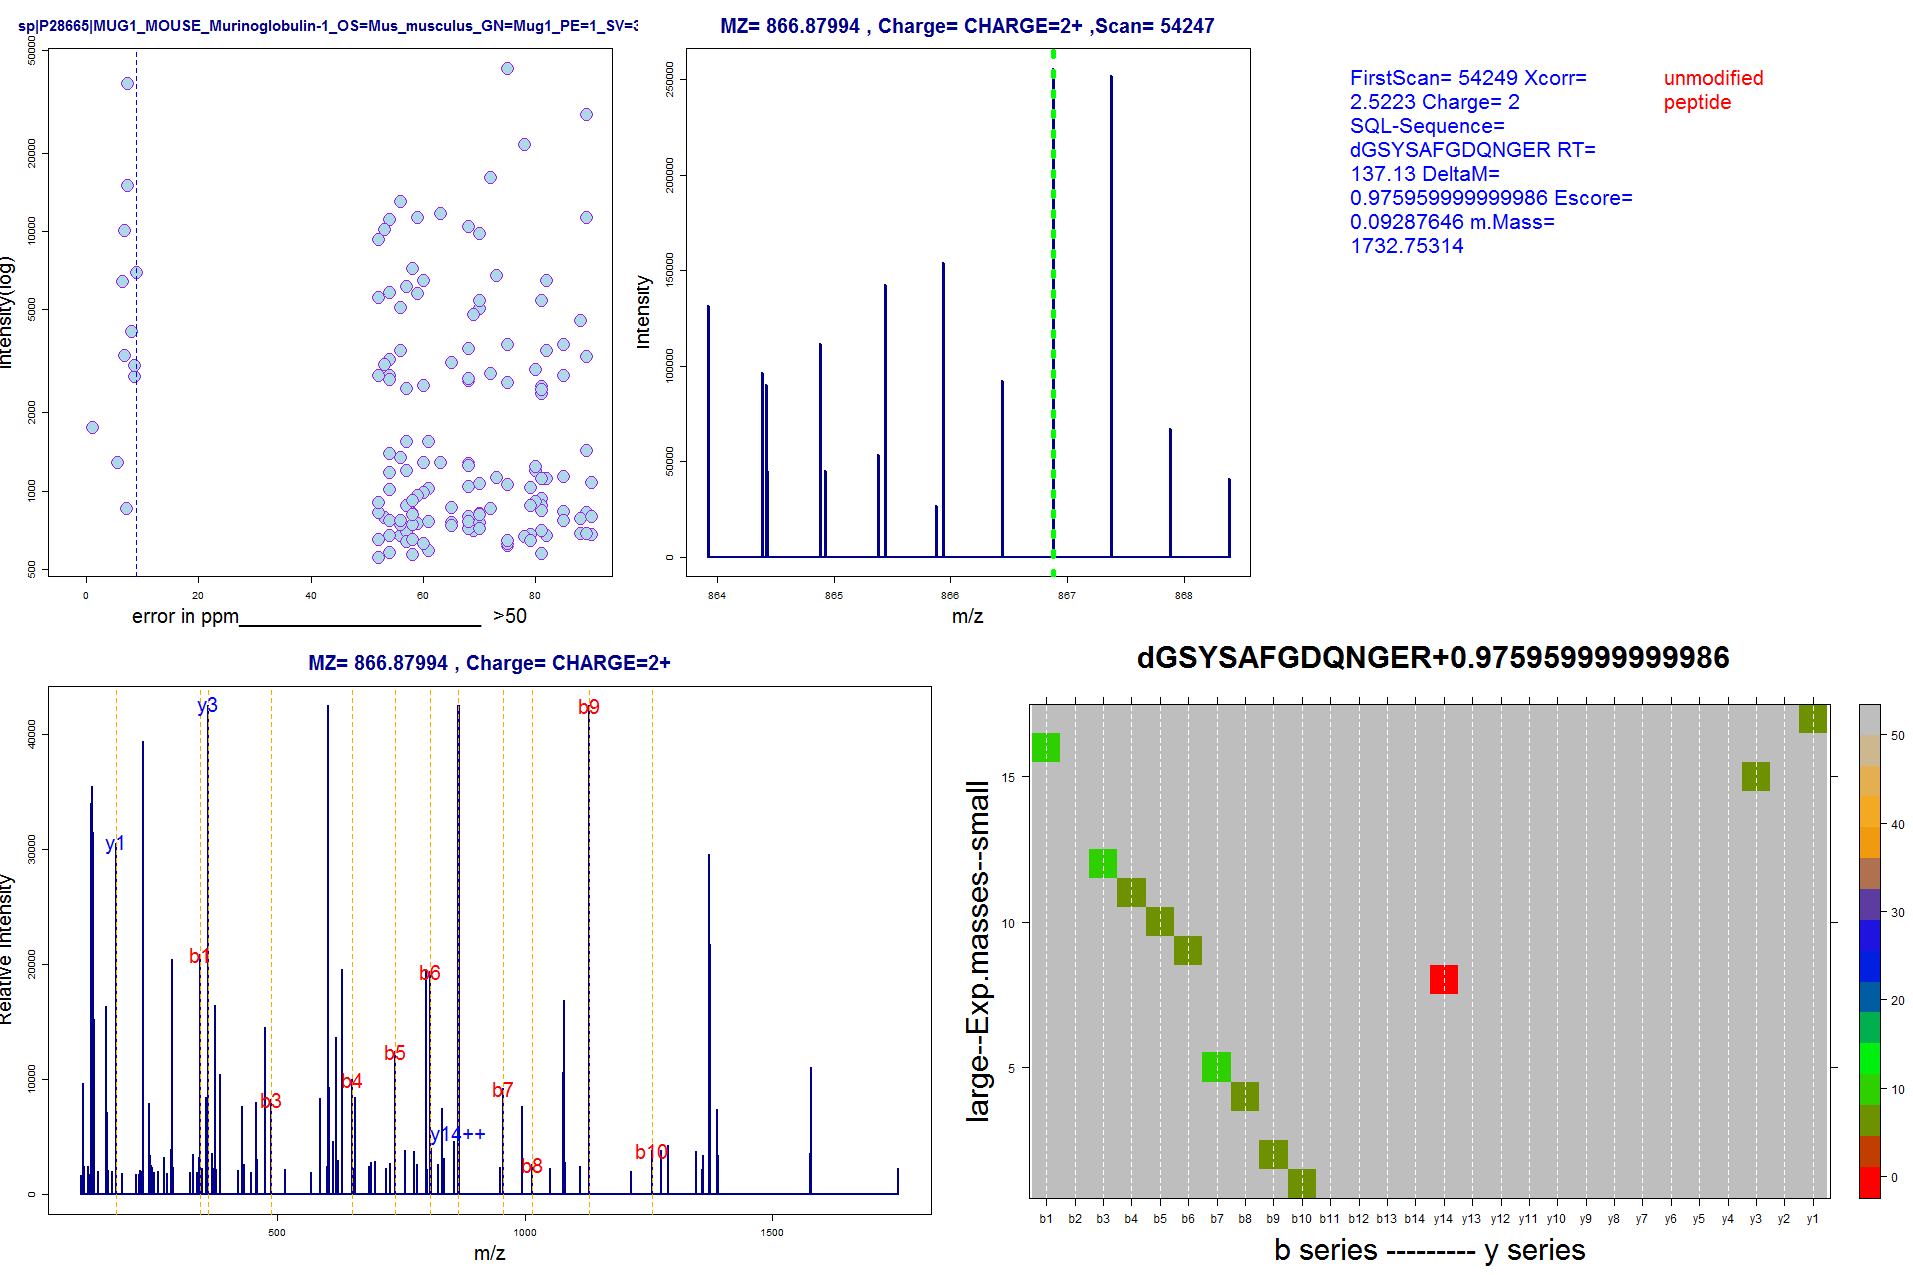 sp|P28665|MUG1_MOUSE_Murinoglobulin-1_OS=Mus_musculus_GN=Mug1_PE=1_SV=3
Intensity(log)
500 1000 2000 5000 10000 20000 50000
0 20 40 60 80
error in ppm______________________ >50
MZ= 866.87994 , Charge= CHARGE=2+ ,Scan= 54247
Intensity
0 50000 100000 150000 200000 250000
864 865 866 867 868
m/z
FirstScan= 54249 Xcorr=
2.5223 Charge= 2
SQL-Sequence=
dGSYSAFGDQNGER RT=
137.13 DeltaM=
0.975959999999986 Escore=
0.09287646 m.Mass=
1732.75314
unmodified
peptide
MZ= 866.87994 , Charge= CHARGE=2+
Relative Intensity
0 10000 20000 30000 40000
y3
b9
y1
b1
b6
b5
b4
b7
b3
y14++
b10
b8
500 1000 1500
m/z
dGSYSAFGDQNGER+0.975959999999986
large--Exp.masses--small
5 10 15
b1 b2 b3 b4 b5 b6 b7 b8 b9 b10 b11 b12 b13 b14 y14 y13 y12 y11 y10 y9 y8 y7 y6 y5 y4 y3 y2 y1
b series --------- y series
0 10 20 30 40 50